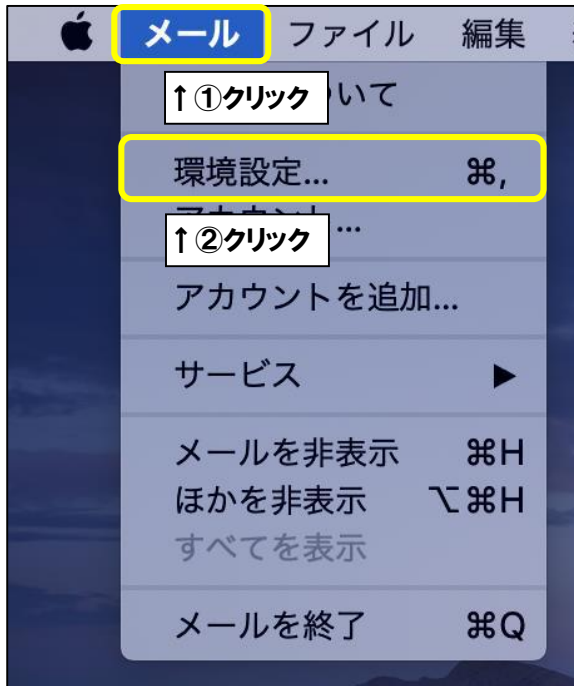 メール ファイル 編集
↑①クリック いて
環境設定... ⌘,
↑②クリック ...
アカウントを追加...
サービス ▶
メールを非表示 ⌘H
ほかを非表示 ⌥⌘H
すべてを表示
メールを終了 ⌘Q